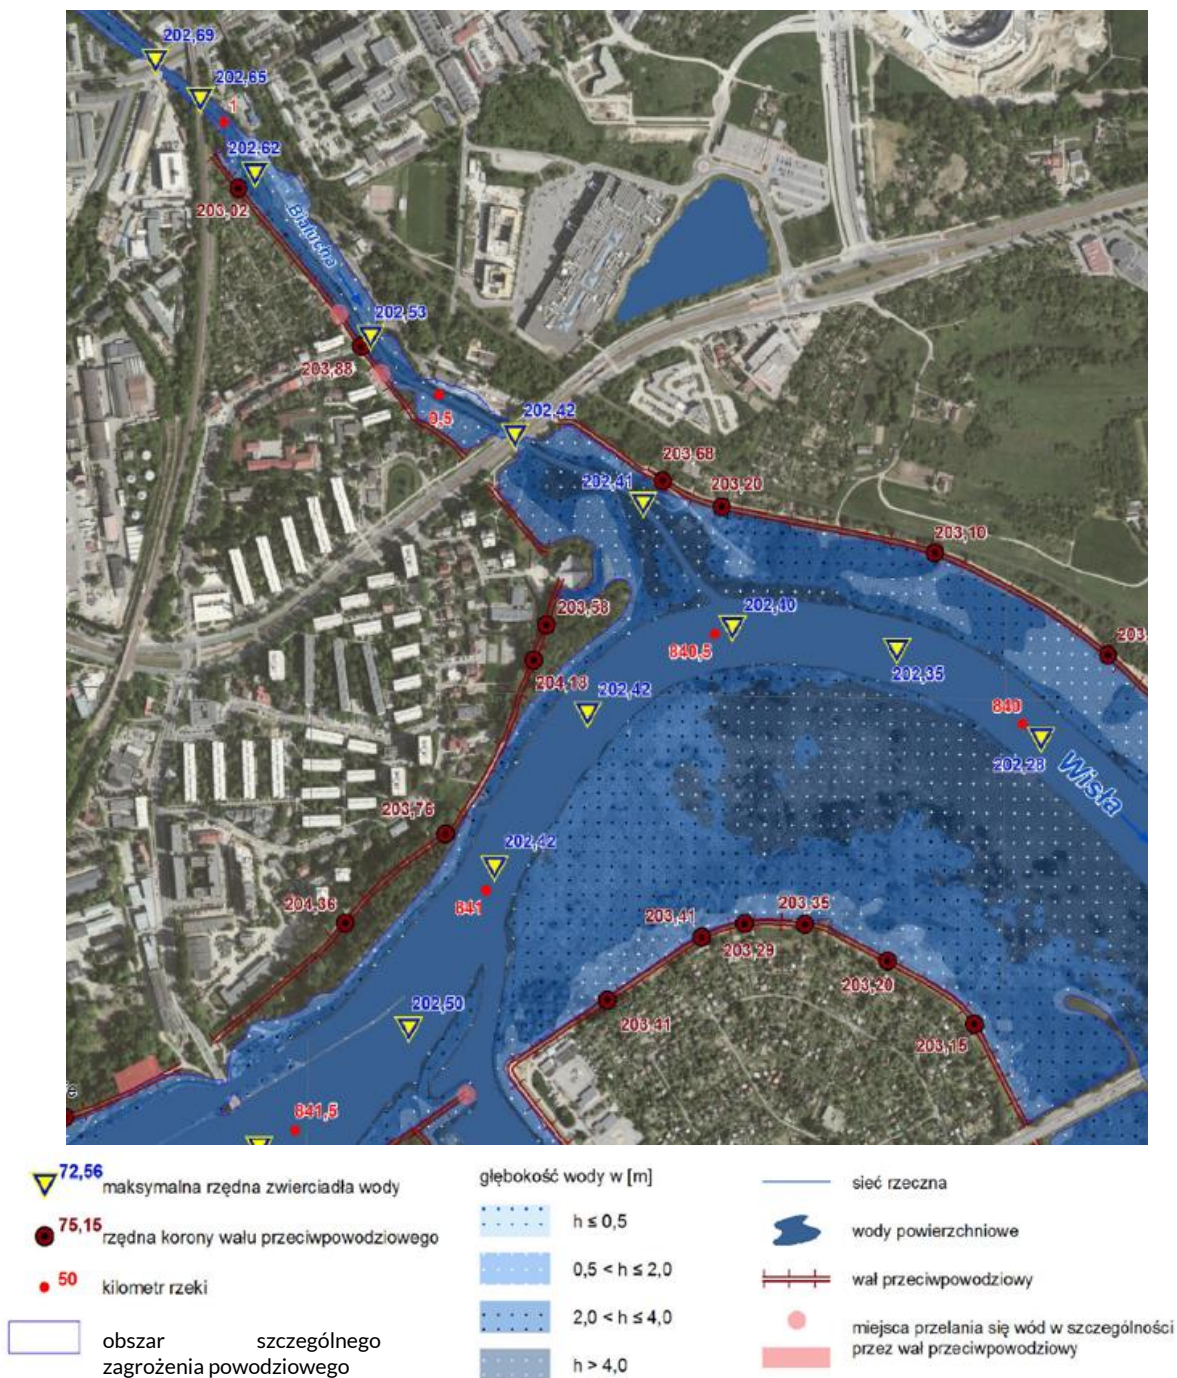 202,69
202,65
1
202,62
203,02
Białucha
202,53
203,88
0,5
202,42
203,68
202,41
203,20
203,10
203,58
202,40
840,5
203,
204,18
202,42
202,35
840
202,28
Wisła
203,76
202,42
841
204,36
203,41
203,35
203,29
203,20
202,50
203,41
203,15
841,5
72,56 maksymalna rzędna zwierciadła wody
75,15 rzędna korony wału przeciwpowodziowego
50 kilometr rzeki
obszar szczególnego
zagrożenia powodziowego
głębokość wody w [m]
h ≤ 0,5
0,5 < h ≤ 2,0
2,0 < h ≤ 4,0
h > 4,0
sieć rzeczna
wody powierzchniowe
wał przeciwpowodziowy
miejsca przelania się wód w szczególności
przez wał przeciwpowodziowy